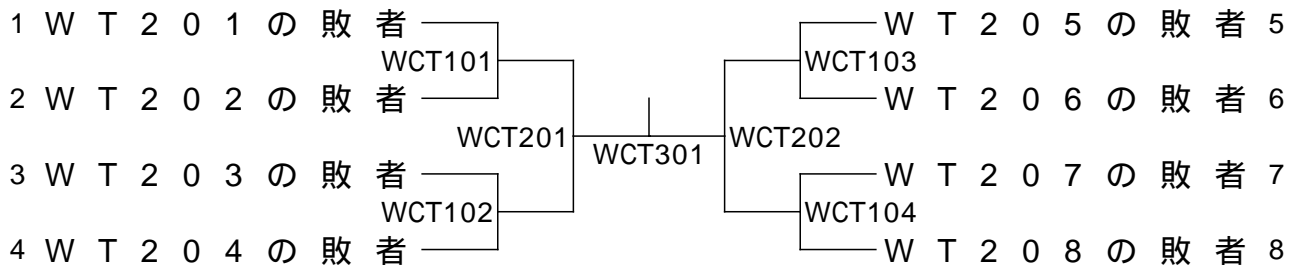 1 WT201の敗者
WT205の敗者 5
WCT101
WCT103
2 WT202の敗者
WT206の敗者 6
WCT201
WCT301
WCT202
3 WT203の敗者
WT207の敗者 7
WCT102
WCT104
4 WT204の敗者
WT208の敗者 8